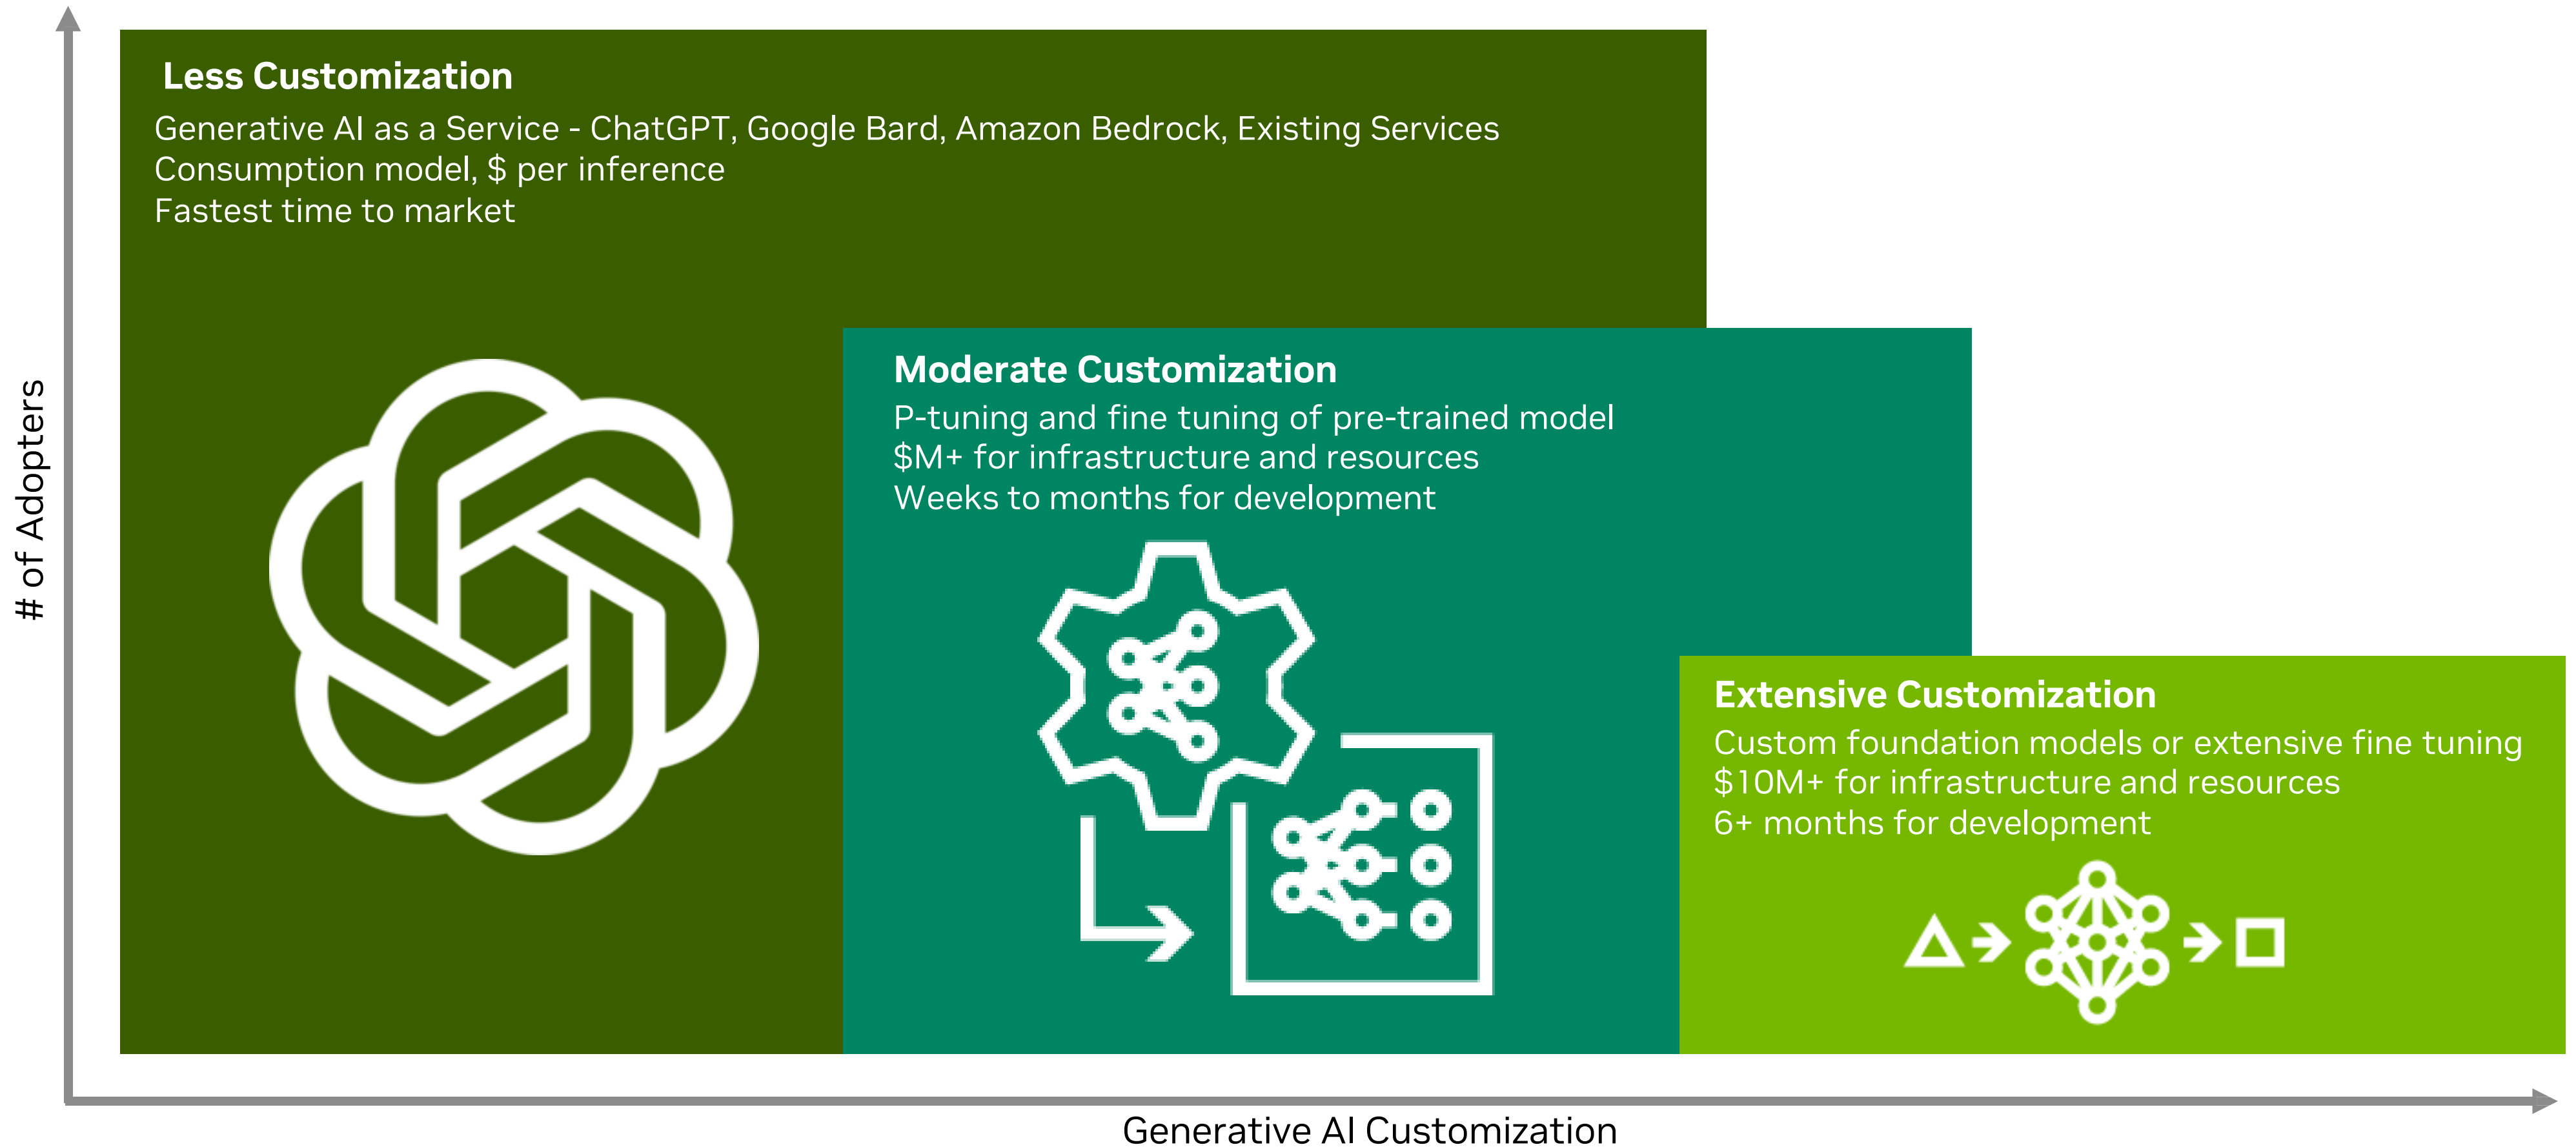 Less Customization
Generative AI as a Service - ChatGPT, Google Bard, Amazon Bedrock, Existing Services
Consumption model, $ per inference
Fastest time to market
Moderate Customization
P-tuning and fine tuning of pre-trained model
$M+ for infrastructure and resources
Weeks to months for development
Extensive Customization
Custom foundation models or extensive fine tuning
$10M+ for infrastructure and resources
6+ months for development
# of Adopters
Generative AI Customization